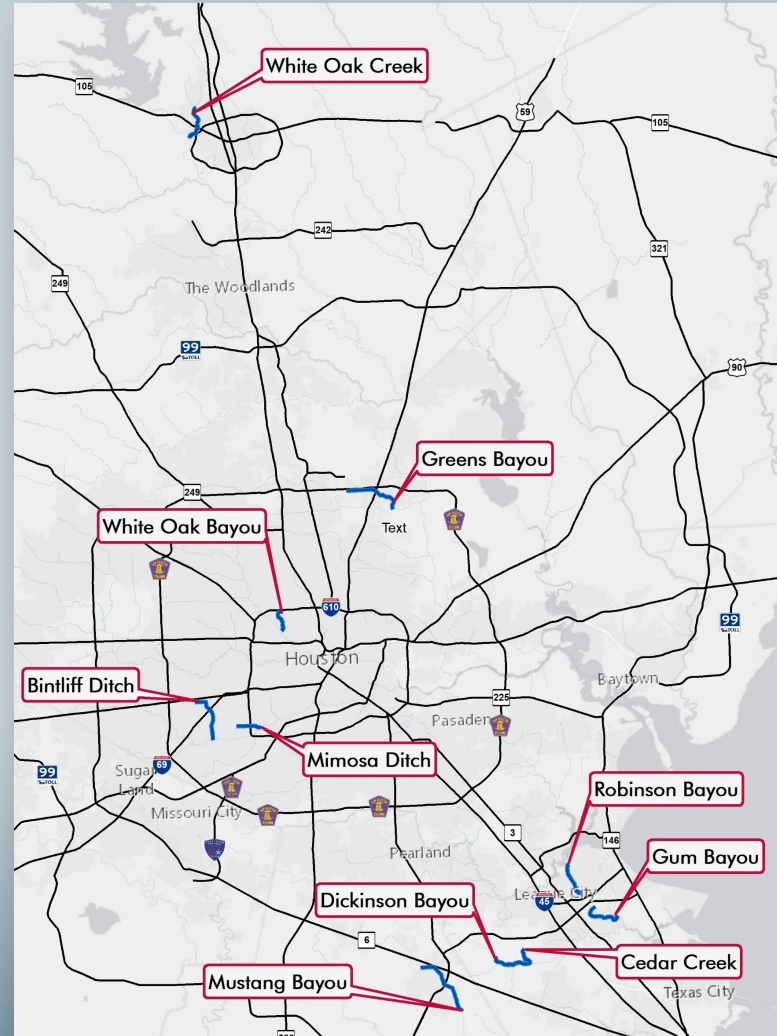 White Oak Creek
105
59
105
242
321
249
The Woodlands
99
90
Greens Bayou
249
Text
White Oak Bayou
610
99
Houston
Bintliff Ditch
Baytown
225
Pasaden
Mimosa Ditch
99
69
Sugar
Land
Robinson Bayou
Missouri City
3
146
Pearland
Gum Bayou
League City
Dickinson Bayou
45
6
Cedar Creek
Mustang Bayou
Texas City